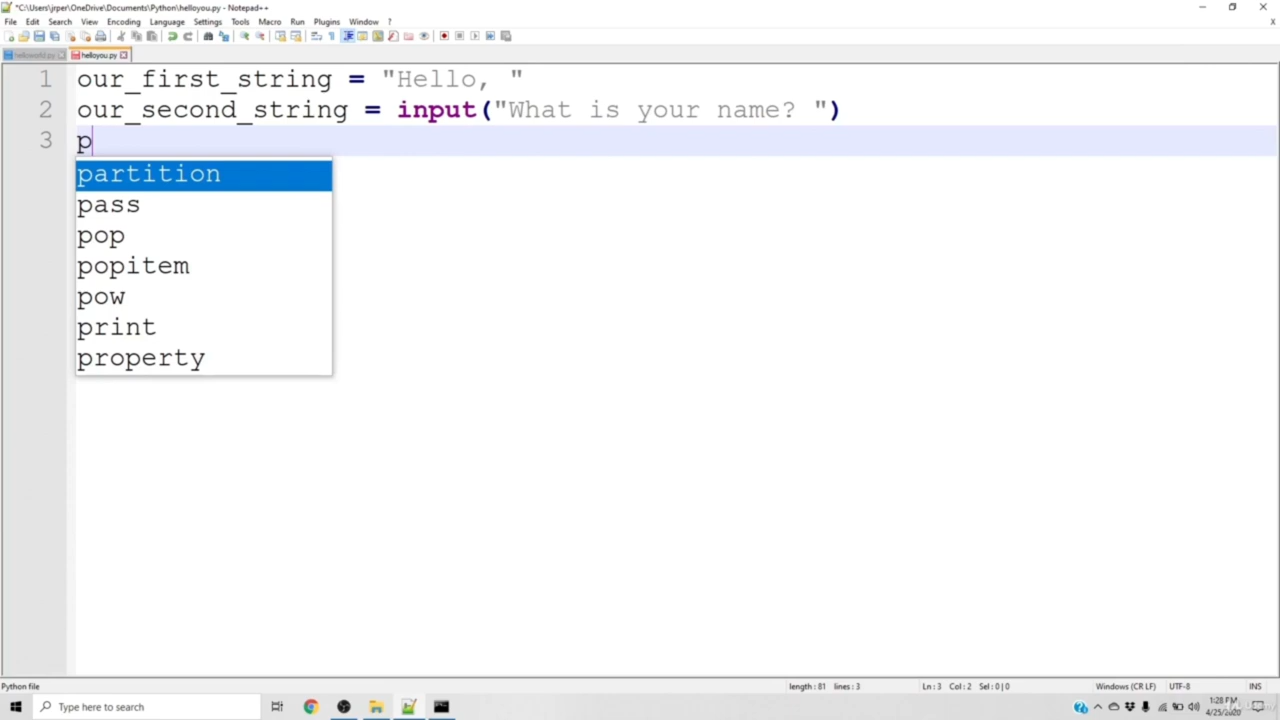 *C:\Users\jrper\OneDrive\Documents\Python\helloyou.py - Notepad++
File Edit Search View Encoding Language Settings Tools Macro Run Plugins Window ?
helloworld.py helloyou.py
1 our_first_string = "Hello, "
2 our_second_string = input("What is your name? ")
3 p
partition
pass
pop
popitem
pow
print
property
Python file length : 81 lines : 3 Ln : 3 Col : 2 Sel : 0 | 0 Windows (CR LF) UTF-8 INS
Type here to search
1:28 PM
4/25/2020